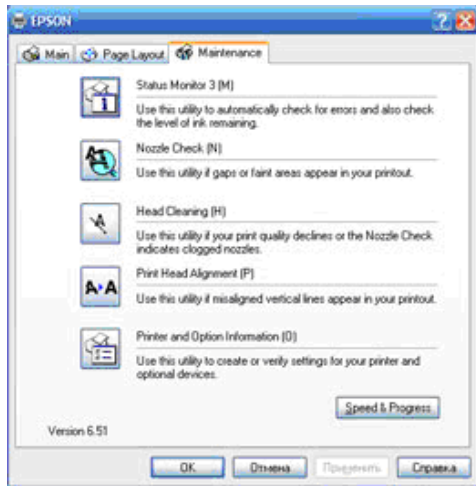 EPSON
Main Page Layout Maintenance
Status Monitor 3 (M)
Use this utility to automatically check for errors and also check
the level of ink remaining.
Nozzle Check (N)
Use this utility if gaps or faint areas appear in your printout.
Head Cleaning (H)
Use this utility if your print quality declines or the Nozzle Check
indicates clogged nozzles.
Print Head Alignment (P)
Use this utility if misaligned vertical lines appear in your printout.
Printer and Option Information (O)
Use this utility to create or verify settings for your printer and
optional devices.
Speed & Progress
Version 6.51
OK Отмена Применить Справка